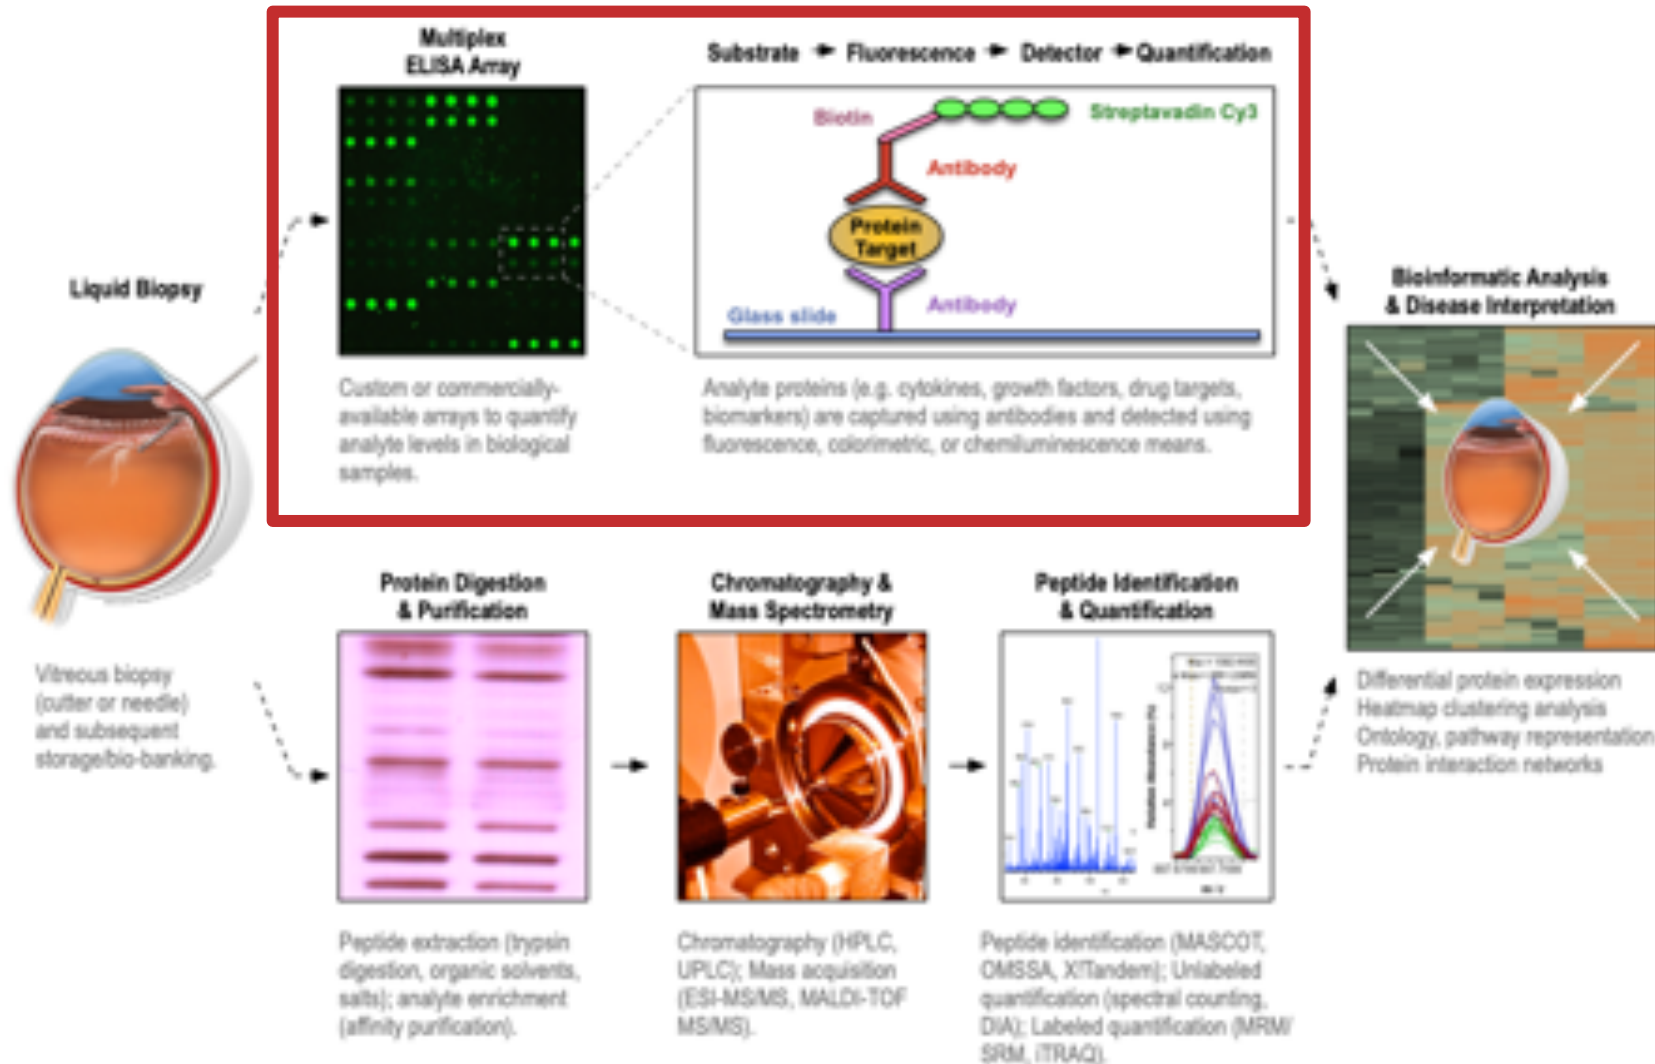 Multiplex
ELISA Array
Substrate → Fluorescence → Detector → Quantification
Biotin
Streptavadin Cy3
Antibody
Protein
Target
Antibody
Glass slide
Custom or commercially-
available arrays to quantify
analyte levels in biological
samples.
Analyte proteins (e.g. cytokines, growth factors, drug targets,
biomarkers) are captured using antibodies and detected using
fluorescence, colorimetric, or chemiluminescence means.
Liquid Biopsy
Vitreous biopsy
(cutter or needle)
and subsequent
storage/bio-banking.
Protein Digestion
& Purification
Peptide extraction (trypsin
digestion, organic solvents,
salts); analyte enrichment
(affinity purification).
Chromatography &
Mass Spectrometry
Chromatography (HPLC,
UPLC); Mass acquisition
(ESI-MS/MS, MALDI-TOF
MS/MS).
Peptide Identification
& Quantification
Peptide identification (MASCOT,
OMSSA, X!Tandem); Unlabeled
quantification (spectral counting,
DIA); Labeled quantification (MRM/
SRM, iTRAQ).
Bioinformatic Analysis
& Disease Interpretation
Differential protein expression
Heatmap clustering analysis
Ontology, pathway representation
Protein interaction networks